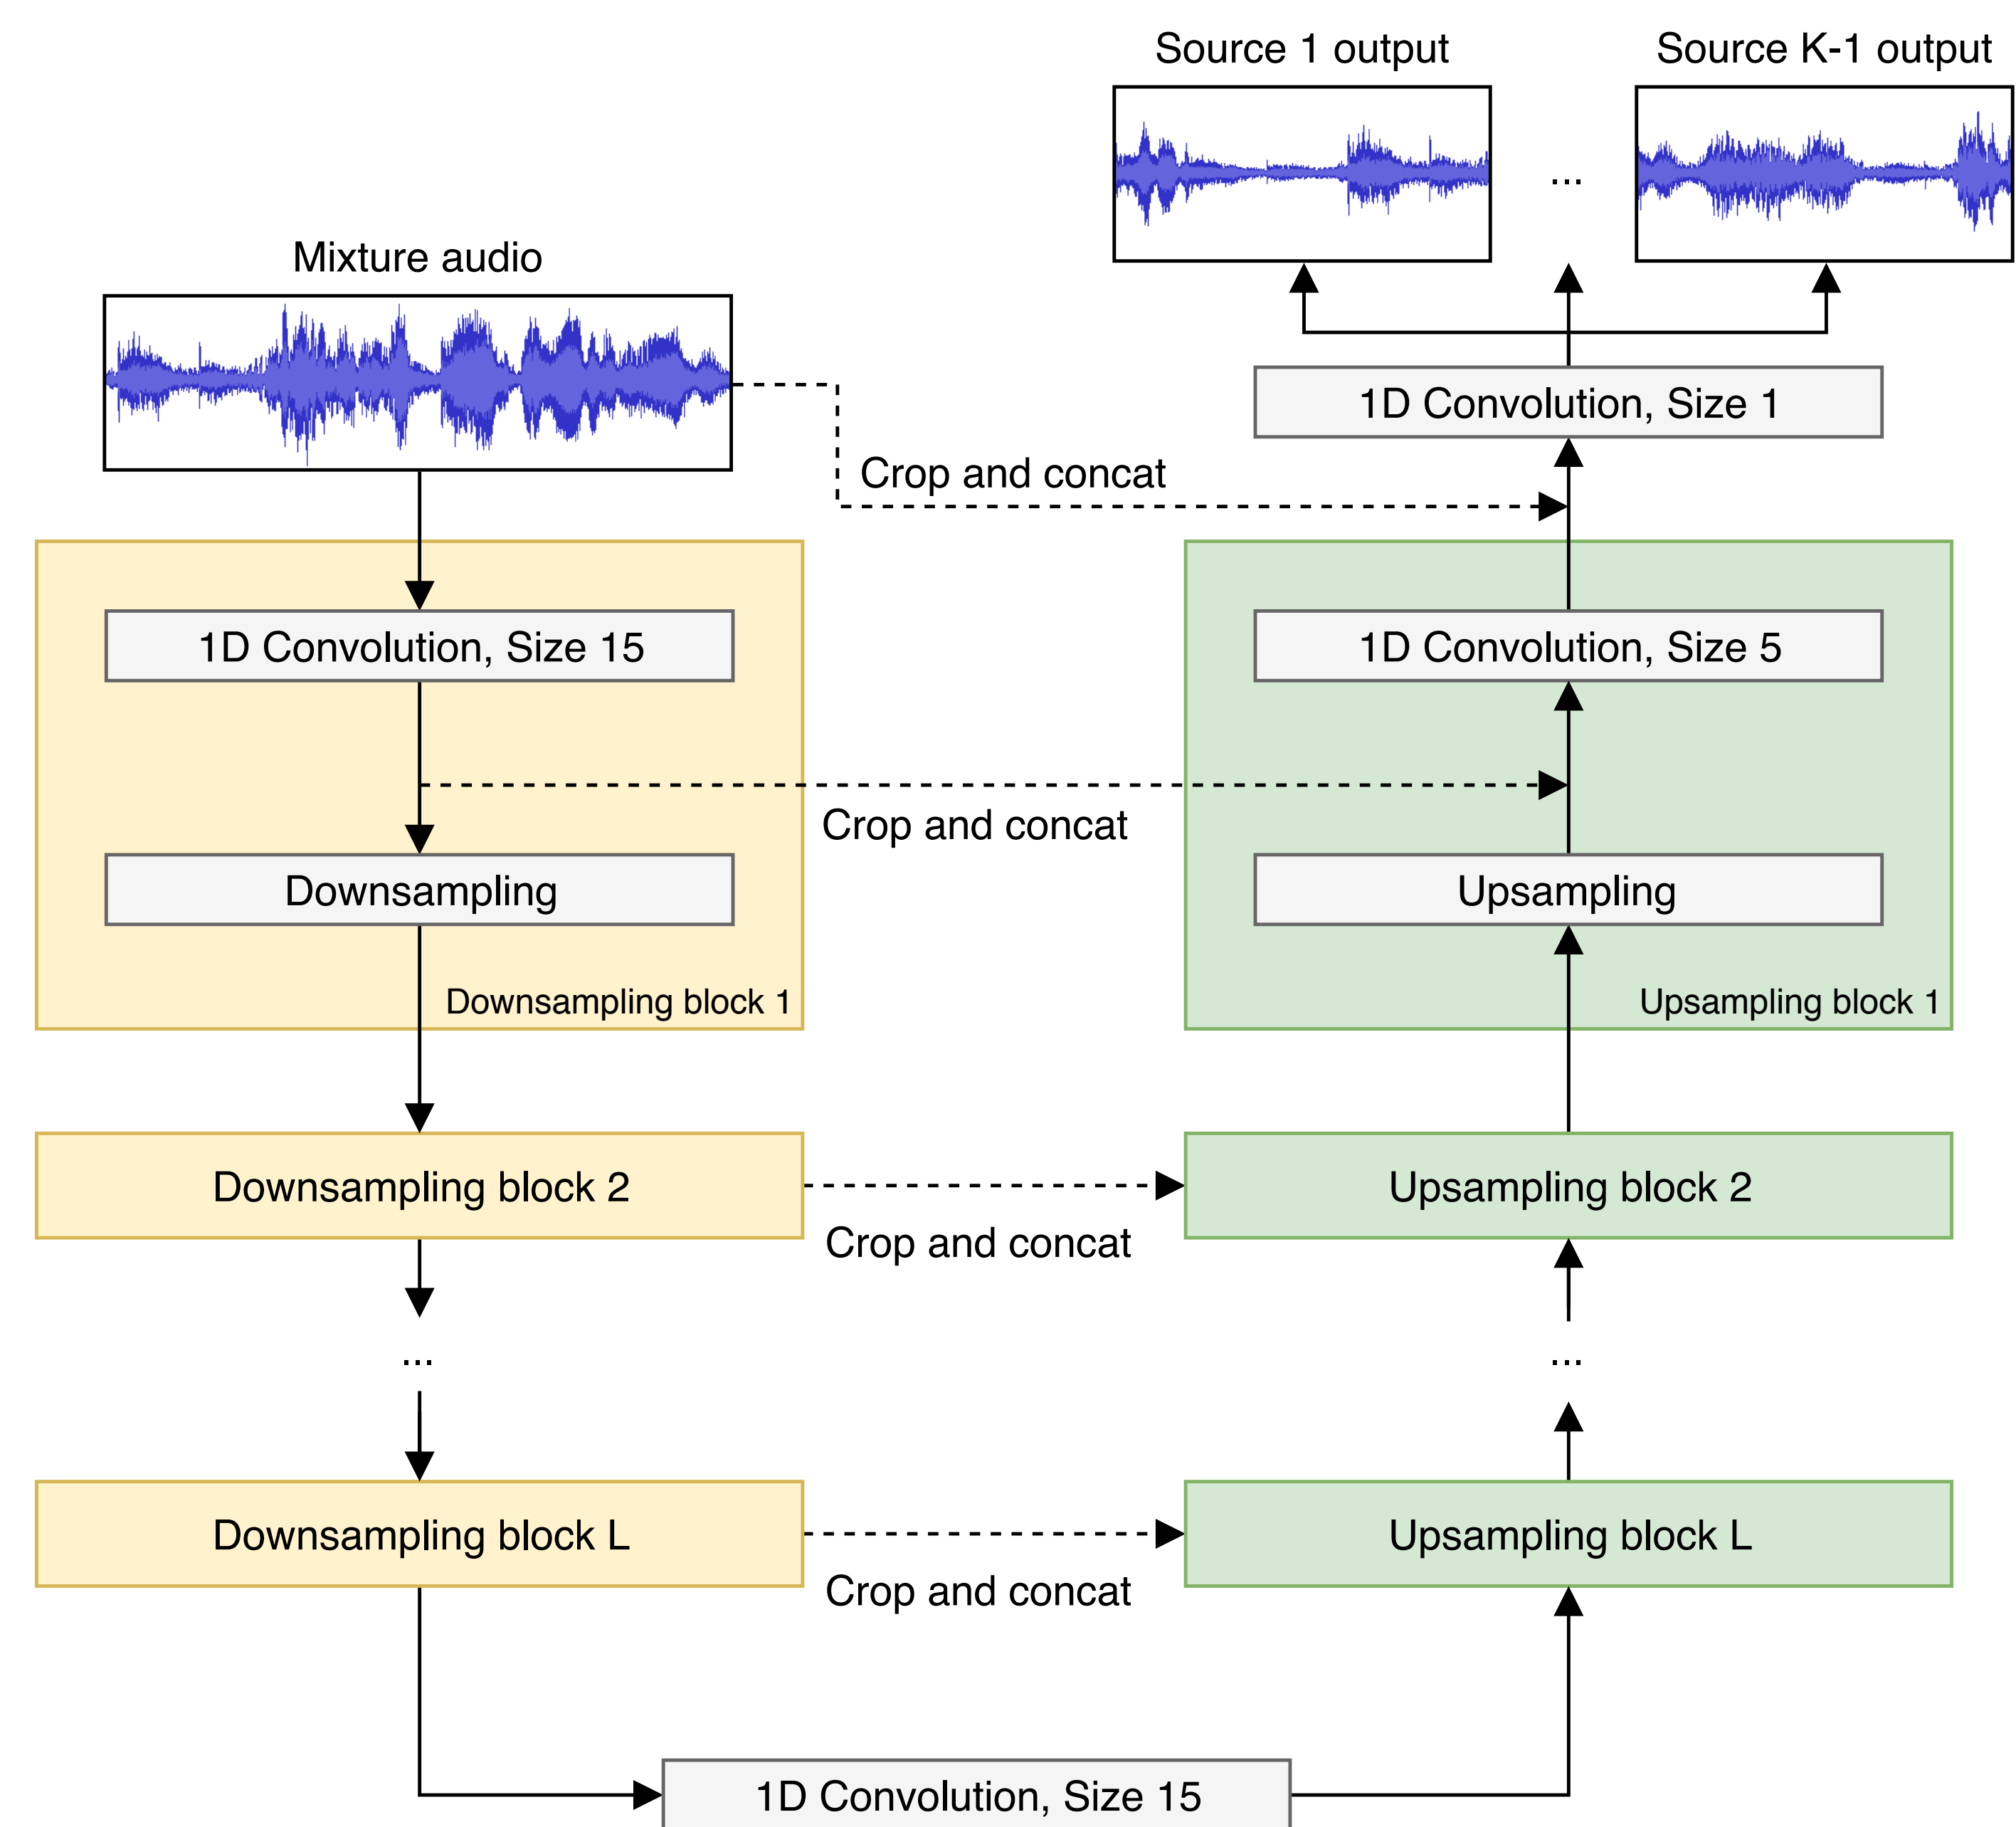 Source 1 output
Source K-1 output
...
Mixture audio
1D Convolution, Size 1
Crop and concat
1D Convolution, Size 15
1D Convolution, Size 5
Crop and concat
Downsampling
Upsampling
Downsampling block 1
Upsampling block 1
Downsampling block 2
Upsampling block 2
Crop and concat
...
...
Downsampling block L
Upsampling block L
Crop and concat
1D Convolution, Size 15